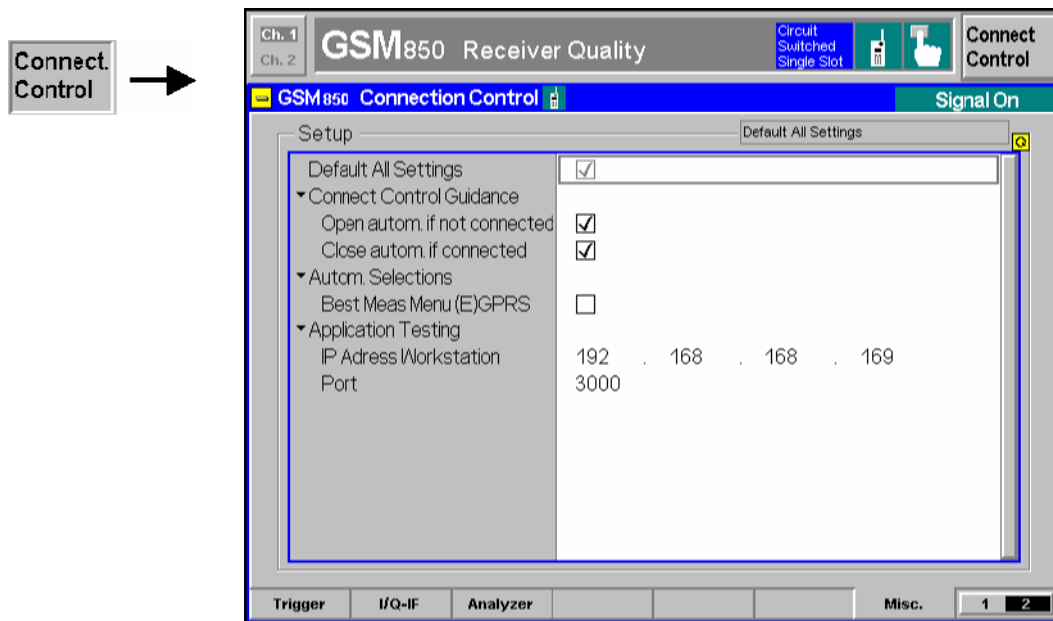 Connect.
Control
Ch. 1
Ch. 2
GSM850 Receiver Quality
Circuit
Switched
Single Slot
Connect
Control
GSM850 Connection Control
Signal On
Setup
Default All Settings
Default All Settings
Connect Control Guidance
Open autom. if not connected
Close autom. if connected
Autom. Selections
Best Meas Menu (E)GPRS
Application Testing
IP Adress Workstation 192 . 168 . 168 . 169
Port 3000
Trigger I/Q-IF Analyzer Misc. 1 2